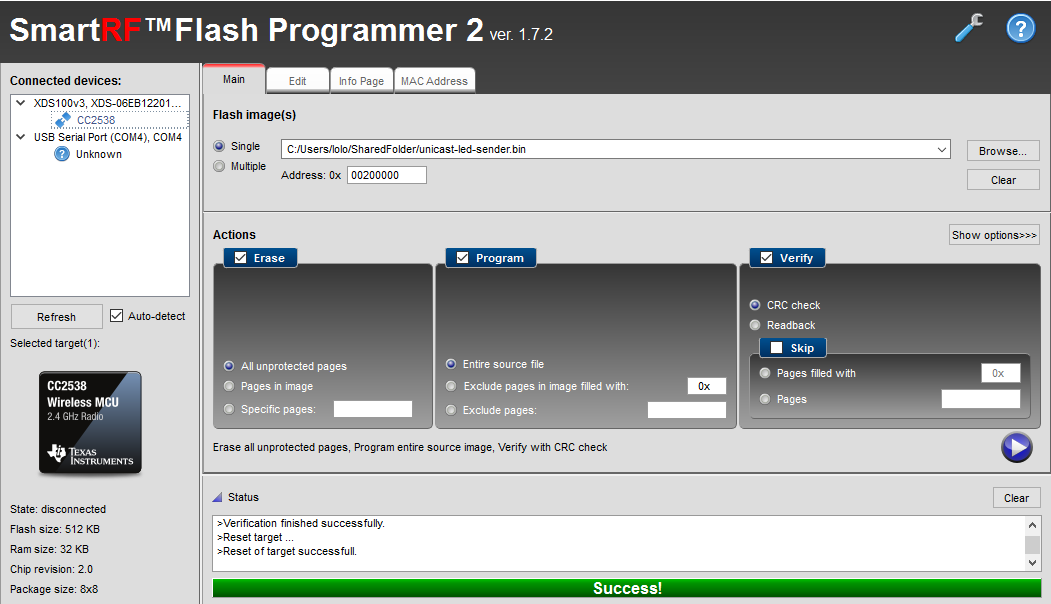 SmartRF™Flash Programmer 2 ver. 1.7.2
?
Connected devices:
XDS100v3, XDS-06EB12201...
CC2538
USB Serial Port (COM4), COM4
? Unknown
Refresh
Auto-detect
Selected target(1):
CC2538
Wireless MCU
2.4 GHz Radio
TEXAS
INSTRUMENTS
State: disconnected
Flash size: 512 KB
Ram size: 32 KB
Chip revision: 2.0
Package size: 8x8
Main
Edit
Info Page
MAC Address
Flash image(s)
Single
C:/Users/lolo/SharedFolder/unicast-led-sender.bin
Browse...
Multiple
Address: 0x 00200000
Clear
Actions
Show options>>>
Erase
All unprotected pages
Pages in image
Specific pages:
Program
Entire source file
Exclude pages in image filled with: 0x
Exclude pages:
Verify
CRC check
Readback
Skip
Pages filled with 0x
Pages
Erase all unprotected pages, Program entire source image, Verify with CRC check
Status
Clear
>Verification finished successfully.
>Reset target ...
>Reset of target successfull.
Success!